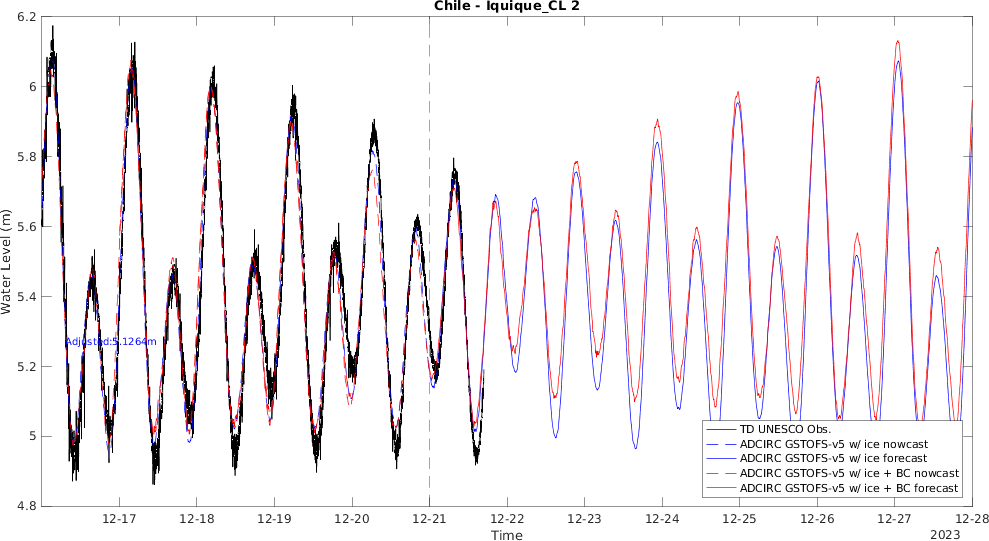 Chile - Iquique_CL 2
Water Level (m)
6.2
6
5.8
5.6
5.4
5.2
5
4.8
Adjusted:5.1264m
TD UNESCO Obs.
ADCIRC GSTOFS-v5 w/ ice nowcast
ADCIRC GSTOFS-v5 w/ ice forecast
ADCIRC GSTOFS-v5 w/ ice + BC nowcast
ADCIRC GSTOFS-v5 w/ ice + BC forecast
12-17 12-18 12-19 12-20 12-21 12-22 12-23 12-24 12-25 12-26 12-27 12-28
Time
2023